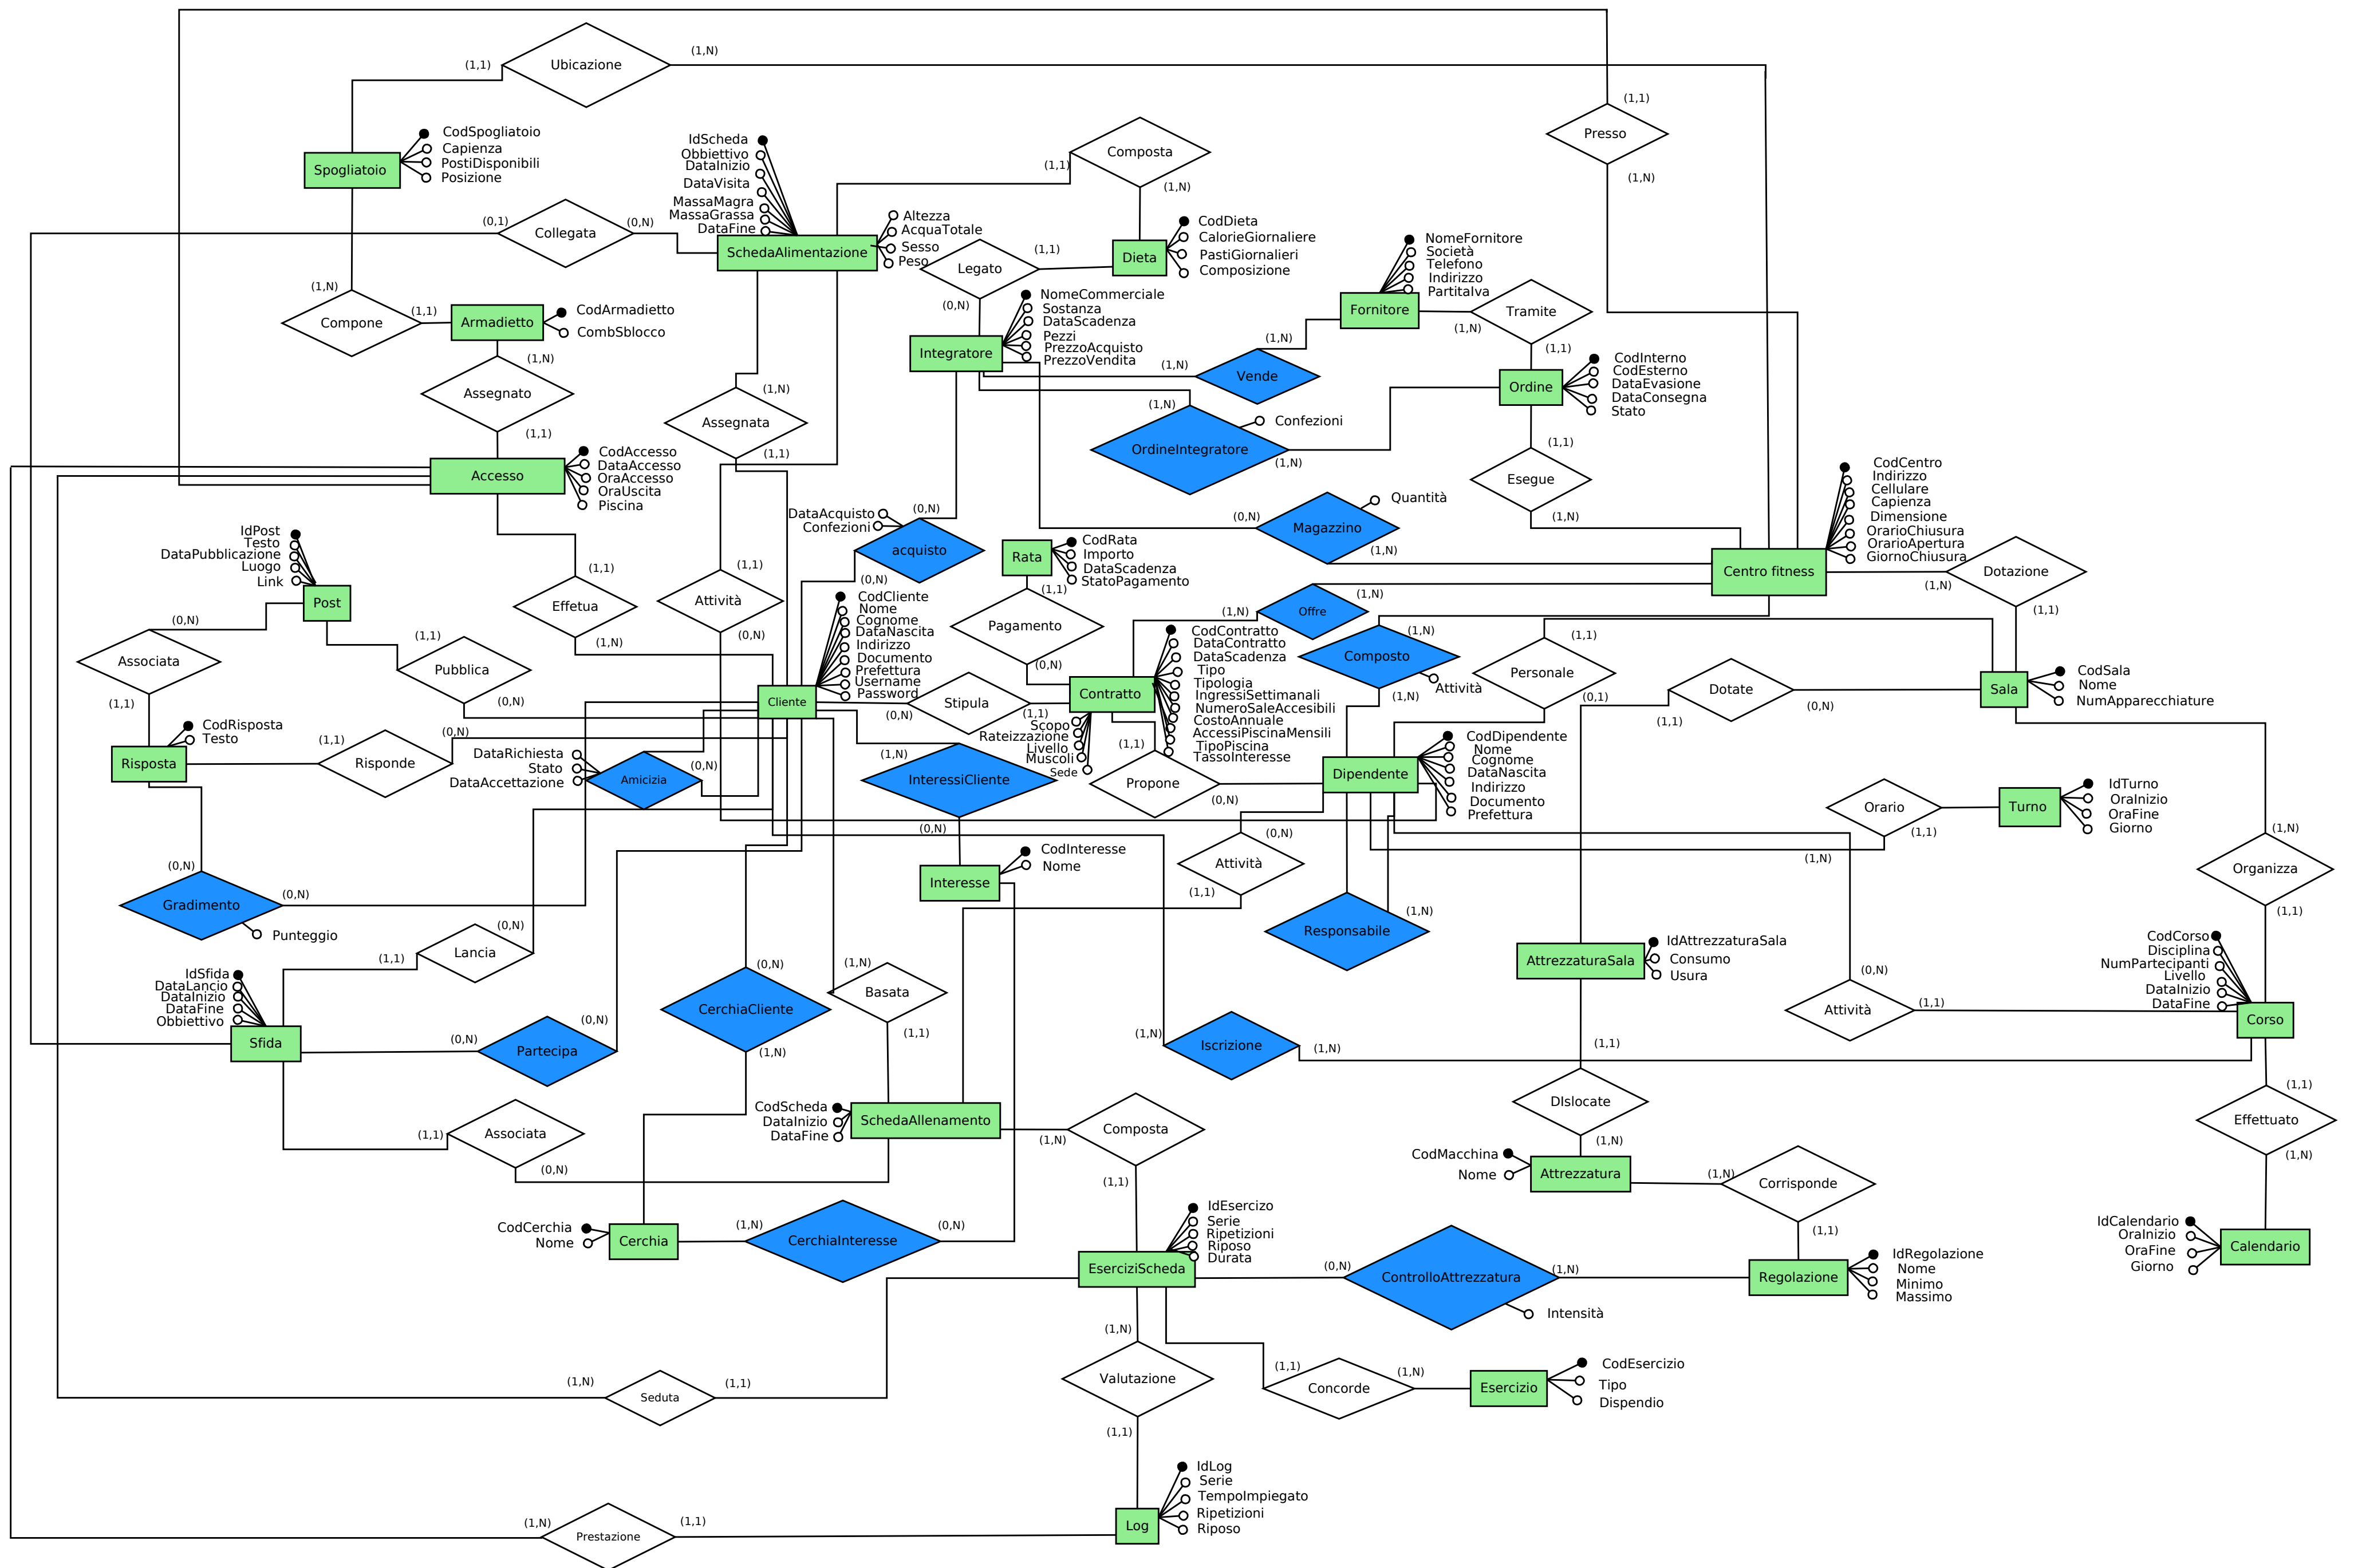 (1,N)
Ubicazione
(1,1)
(1,1)
Presso
(1,N)
CodSpogliatoio
Capienza
PostiDisponibili
Posizione
Spogliatoio
IdScheda
Obbiettivo
DataInizio
DataVisita
MassaMagra
MassaGrassa
DataFine
Altezza
AcquaTotale
Sesso
Peso
SchedaAlimentazione
Composta
(1,1)
(1,N)
(0,1)
Collegata
(0,N)
CodDieta
CalorieGiornaliere
PastiGiornalieri
Composizione
Dieta
(1,1)
Legato
(0,N)
NomeFornitore
Società
Telefono
Indirizzo
PartitaIva
Fornitore
Tramite
(1,N)
(1,1)
(1,N)
Compone
(1,1)
Armadietto
CodArmadietto
CombSblocco
NomeCommerciale
Sostanza
DataScadenza
Pezzi
PrezzoAcquisto
PrezzoVendita
Integratore
(1,N)
(1,N)
Vende
CodInterno
CodEsterno
DataEvasione
DataConsegna
Stato
Ordine
(1,N)
Assegnato
(1,1)
(1,N)
Assegnata
(1,1)
(1,N)
Confezioni
OrdineIntegratore
(1,N)
(1,1)
Esegue
(1,N)
Accesso
CodAccesso
DataAccesso
OraAccesso
OraUscita
Piscina
CodCentro
Indirizzo
Cellulare
Capienza
Dimensione
OrarioChiusura
OrarioApertura
GiornoChiusura
Centro fitness
DataAcquisto
Confezioni
(0,N)
acquisto
(0,N)
(0,N)
Quantità
Magazzino
(1,N)
IdPost
Testo
DataPubblicazione
Luogo
Link
Post
Rata
CodRata
Importo
DataScadenza
StatoPagamento
(1,N)
Dotazione
(1,1)
(1,1)
Effetua
(1,N)
(1,1)
Attività
(0,N)
CodCliente
Nome
Cognome
DataNascita
Indirizzo
Documento
Prefettura
Username
Password
Cliente
(1,1)
Pagamento
(0,N)
(1,N)
Offre
(1,N)
(1,N)
Composto
Attività
(1,N)
(1,1)
Personale
(0,1)
(0,N)
Associata
(1,1)
(1,1)
Pubblica
(0,N)
CodContratto
DataContratto
DataScadenza
Tipo
Tipologia
IngressiSettimanali
NumeroSaleAccesibili
CostoAnnuale
AccessiPiscinaMensili
TipoPiscina
TassoInteresse
Contratto
Scopo
Rateizzazione
Livello
Muscoli
Sede
Stipula
(0,N)
(1,1)
Dotate
(1,1)
(0,N)
Sala
CodSala
Nome
NumApparecchiature
CodRisposta
Testo
Risposta
(1,1)
Risponde
(0,N)
DataRichiesta
Stato
DataAccettazione
Amicizia
(0,N)
(1,N)
InteressiCliente
(1,1)
Propone
(0,N)
Dipendente
CodDipendente
Nome
Cognome
DataNascita
Indirizzo
Documento
Prefettura
Orario
(1,1)
(1,N)
Turno
IdTurno
OraInizio
OraFine
Giorno
(0,N)
(0,N)
Attività
(1,1)
(1,N)
Organizza
(1,1)
CodInteresse
Nome
Interesse
(0,N)
Gradimento
(0,N)
Punteggio
(0,N)
Lancia
(1,1)
Responsabile
(1,N)
AttrezzaturaSala
IdAttrezzaturaSala
Consumo
Usura
CodCorso
Disciplina
NumPartecipanti
Livello
DataInizio
DataFine
Corso
IdSfida
DataLancio
DataInizio
DataFine
Obbiettivo
Sfida
(0,N)
CerchiaCliente
(1,N)
(1,N)
Basata
(1,1)
(0,N)
Attività
(1,1)
(0,N)
Partecipa
(0,N)
(1,N)
Iscrizione
(1,N)
(1,1)
DIslocate
(1,N)
(1,1)
Effettuato
(1,N)
CodScheda
DataInizio
DataFine
SchedaAllenamento
(1,N)
Composta
(1,1)
(1,1)
Associata
(0,N)
CodMacchina
Nome
Attrezzatura
(1,N)
Corrisponde
(1,1)
CodCerchia
Nome
Cerchia
(1,N)
CerchiaInteresse
(0,N)
IdEsercizo
Serie
Ripetizioni
Riposo
Durata
EserciziScheda
(0,N)
ControlloAttrezzatura
(1,N)
Intensità
Regolazione
IdRegolazione
Nome
Minimo
Massimo
IdCalendario
OraInizio
OraFine
Giorno
Calendario
(1,N)
Seduta
(1,1)
(1,N)
Valutazione
(1,1)
(1,1)
Concorde
(1,N)
Esercizio
CodEsercizio
Tipo
Dispendio
(1,N)
Prestazione
(1,1)
Log
IdLog
Serie
TempoImpiegato
Ripetizioni
Riposo